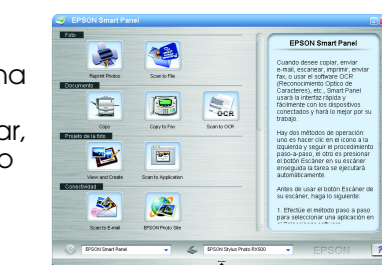 na
ar,
o
EPSON Smart Panel
Foto
Reprint Photos
Scan to File
Documento
Copy
Copy to Fax
Scan to OCR
OCR
Projeto de la foto
View and Create
Scan to Application
Conectividad
Scan to E-mail
EPSON Photo Site
EPSON Smart Panel
Cuando desee copiar, enviar
e-mail, escanear, imprimir, enviar
fax, o usar el software OCR
(Reconocimiento Optico de
Caracteres), etc., Smart Panel
usará la interfaz rápida y
fácilmente con los dispositivos
conectados y hará lo mejor por su
trabajo.
Hay dos métodos de operación:
uno es hacer clic en el icono a la
izquierda y seguir el procedimiento
paso-a-paso, el otro es presionar
el botón Escáner en su escáner
enseguida la tarea se ejecutará
automáticamente.
Antes de usar el botón Escáner de
su escáner, haga lo siguiente:
1. Efectúe el método paso a paso
para seleccionar una aplicación en
EPSON Smart Panel
EPSON Stylus Photo RX500
EPSON
?